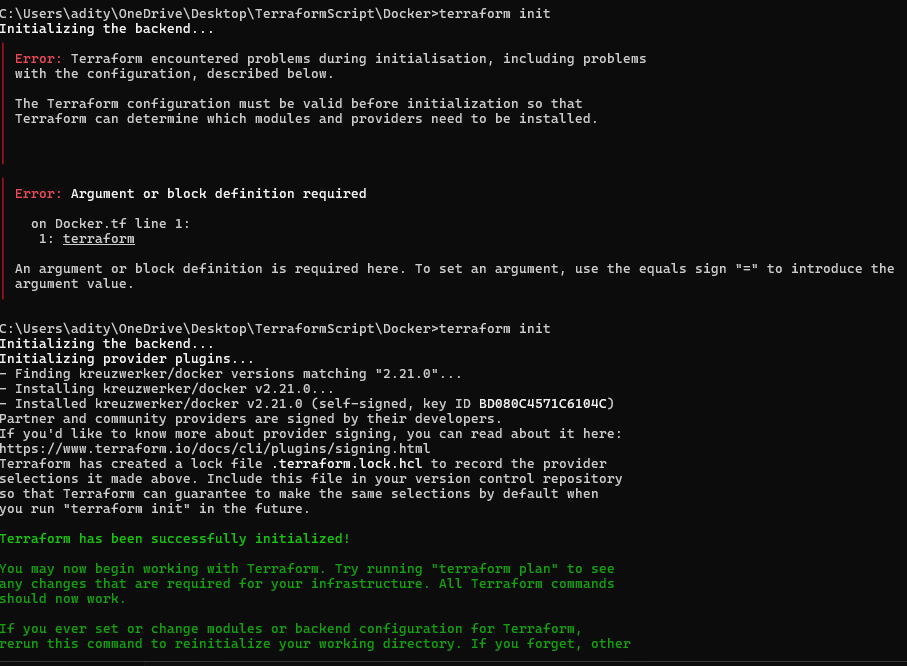 C:\Users\adity\OneDrive\Desktop\TerraformScript\Docker>terraform init
Initializing the backend...
Error: Terraform encountered problems during initialisation, including problems
with the configuration, described below.
The Terraform configuration must be valid before initialization so that
Terraform can determine which modules and providers need to be installed.
Error: Argument or block definition required
on Docker.tf line 1:
1: terraform
An argument or block definition is required here. To set an argument, use the equals sign "=" to introduce the
argument value.
C:\Users\adity\OneDrive\Desktop\TerraformScript\Docker>terraform init
Initializing the backend...
Initializing provider plugins...
- Finding kreuzwerker/docker versions matching "2.21.0"...
- Installing kreuzwerker/docker v2.21.0...
- Installed kreuzwerker/docker v2.21.0 (self-signed, key ID BD080C4571C6104C)
Partner and community providers are signed by their developers.
If you'd like to know more about provider signing, you can read about it here:
https://www.terraform.io/docs/cli/plugins/signing.html
Terraform has created a lock file .terraform.lock.hcl to record the provider
selections it made above. Include this file in your version control repository
so that Terraform can guarantee to make the same selections by default when
you run "terraform init" in the future.
Terraform has been successfully initialized!
You may now begin working with Terraform. Try running "terraform plan" to see
any changes that are required for your infrastructure. All Terraform commands
should now work.
If you ever set or change modules or backend configuration for Terraform,
rerun this command to reinitialize your working directory. If you forget, other